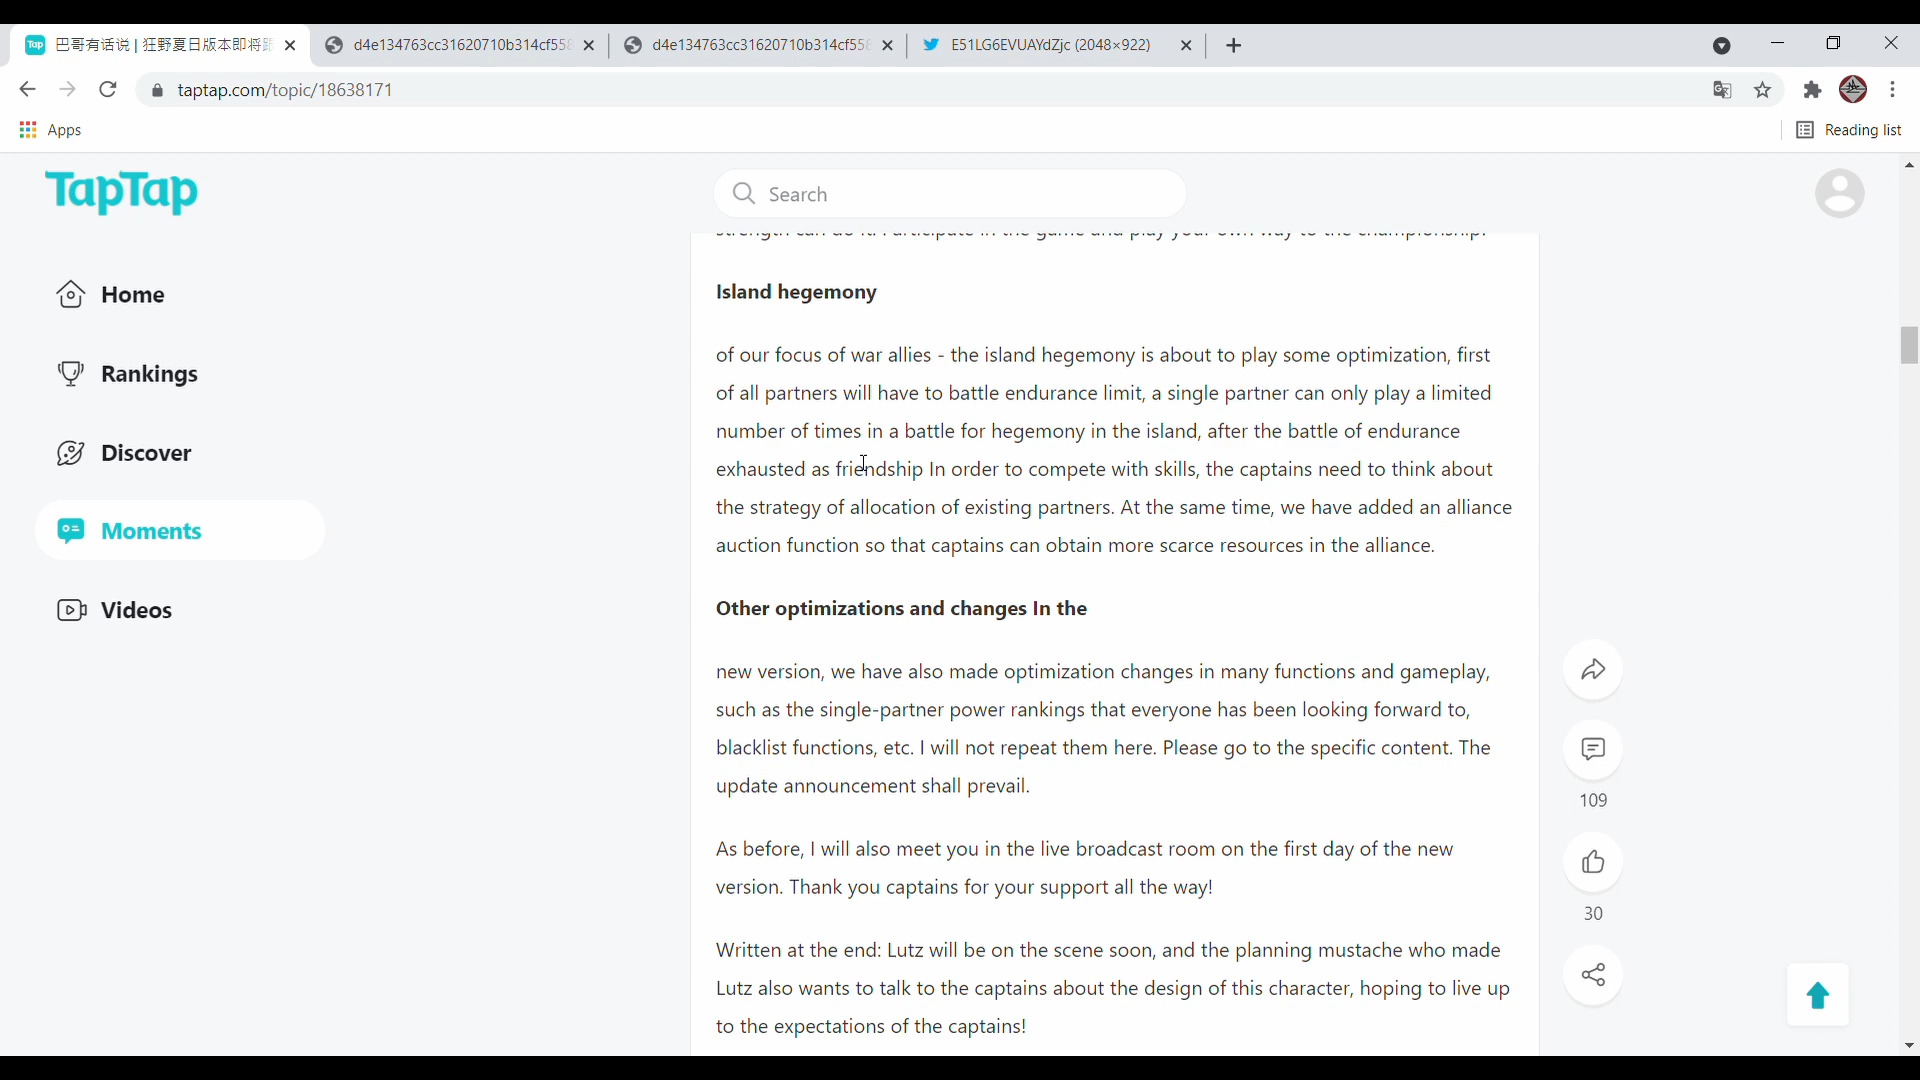 Tap 巴哥有话说 | 狂野夏日版本即将 d4e134763cc31620710b314cf558 d4e134763cc31620710b314cf558 E51LG6EVUAYdZjc (2048×922)
taptap.com/topic/18638171
Apps Reading list
TapTap Search
Home
Rankings
Discover
Moments
Videos
Island hegemony
of our focus of war allies - the island hegemony is about to play some optimization, first
of all partners will have to battle endurance limit, a single partner can only play a limited
number of times in a battle for hegemony in the island, after the battle of endurance
exhausted as friendship In order to compete with skills, the captains need to think about
the strategy of allocation of existing partners. At the same time, we have added an alliance
auction function so that captains can obtain more scarce resources in the alliance.
Other optimizations and changes In the
new version, we have also made optimization changes in many functions and gameplay,
such as the single-partner power rankings that everyone has been looking forward to,
blacklist functions, etc. I will not repeat them here. Please go to the specific content. The
update announcement shall prevail.
As before, I will also meet you in the live broadcast room on the first day of the new
version. Thank you captains for your support all the way!
Written at the end: Lutz will be on the scene soon, and the planning mustache who made
Lutz also wants to talk to the captains about the design of this character, hoping to live up
to the expectations of the captains!
109
30